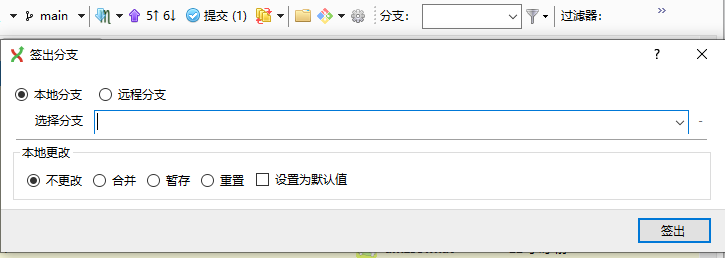 main 5↑ 6↓ 提交 (1) 分支: 过滤器: »
签出分支 ?
本地分支 远程分支
选择分支 -
本地更改
不更改 合并 暂存 重置 设置为默认值
签出